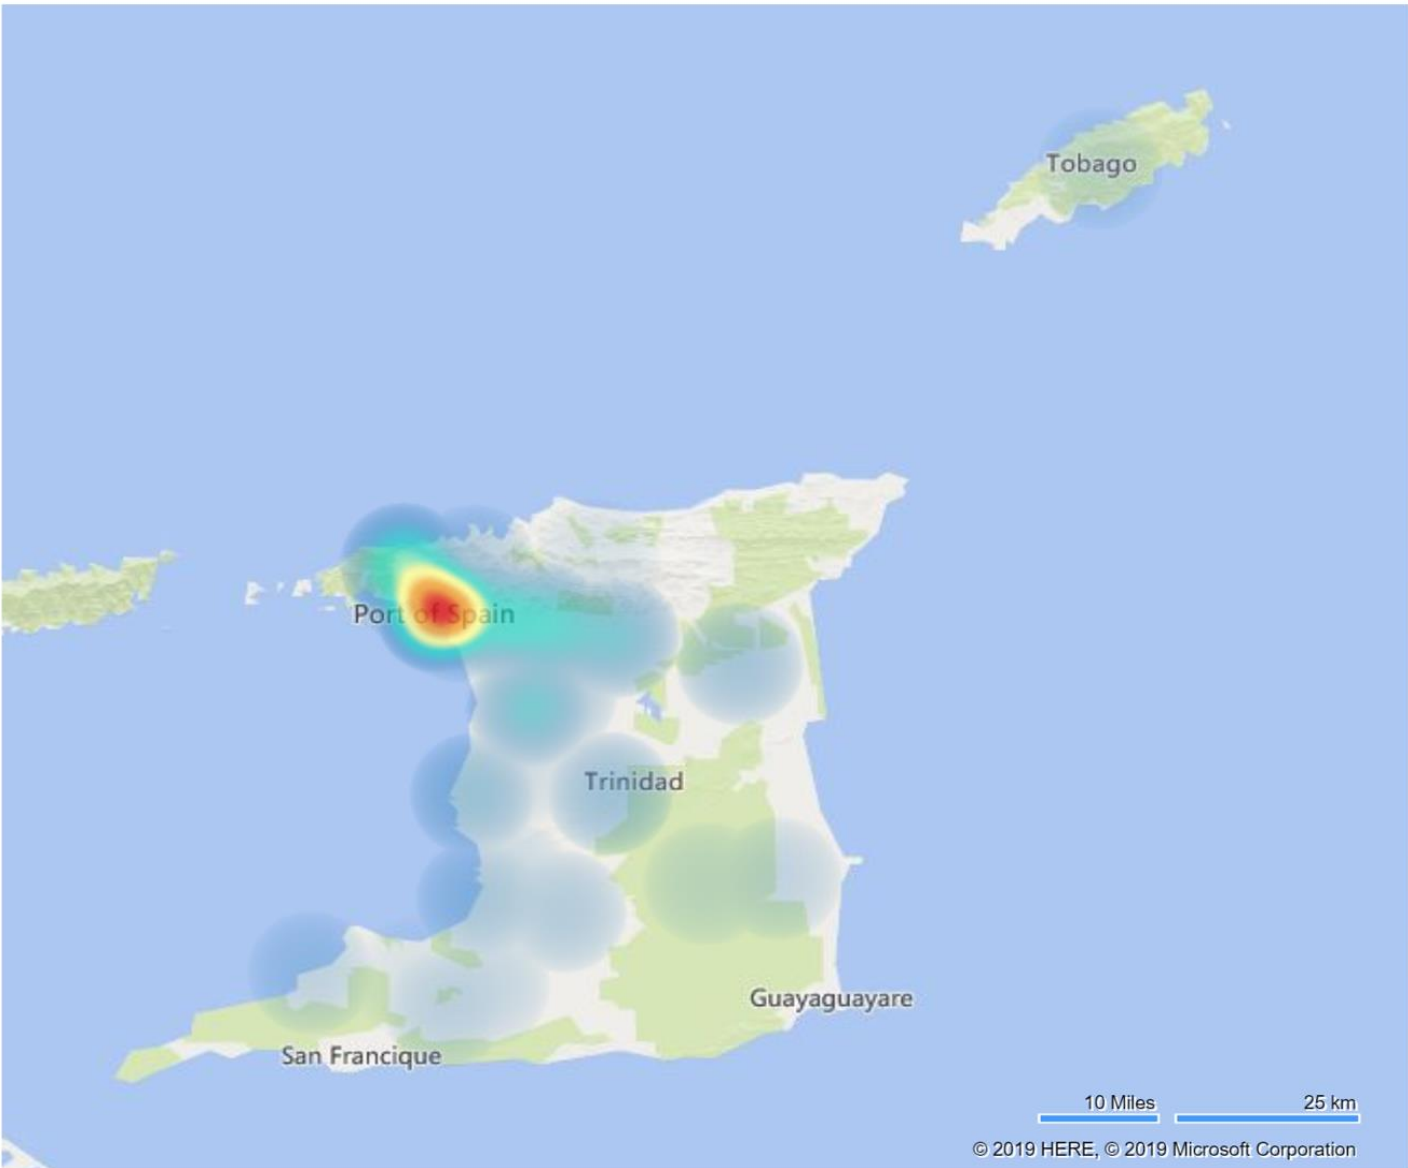 Tobago
Port of Spain
Trinidad
Guayaguayare
San Francique
10 Miles
25 km
© 2019 HERE, © 2019 Microsoft Corporation